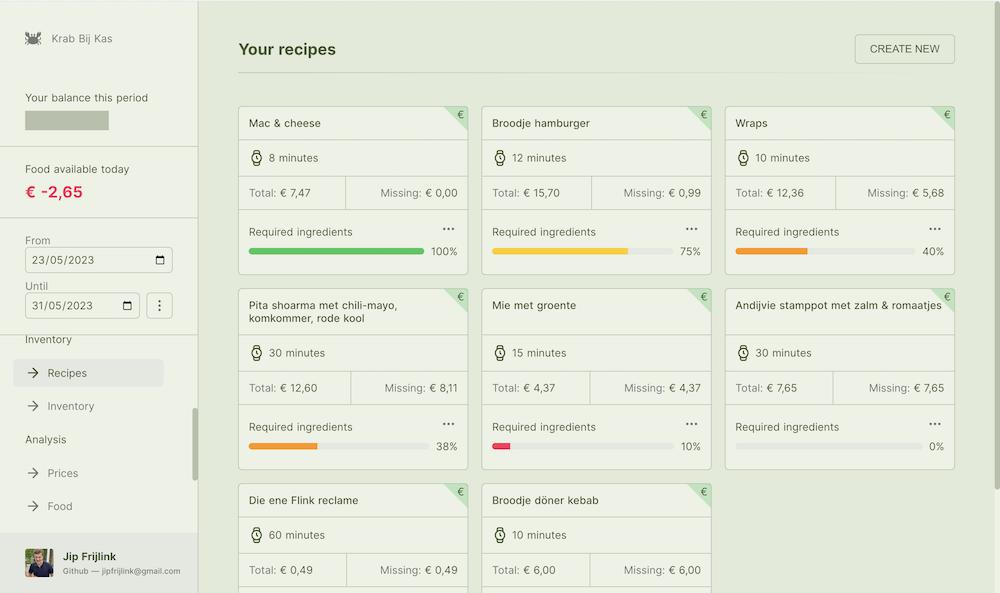 Krab Bij Kas
Your balance this period
Food available today
€ -2,65
From
23/05/2023
Until
31/05/2023
Inventory
Recipes
Inventory
Analysis
Prices
Food
Jip Frijlink
Github — jipfrijlink@gmail.com
Your recipes
CREATE NEW
Mac & cheese
€
8 minutes
Total: € 7,47
Missing: € 0,00
Required ingredients
100%
Broodje hamburger
€
12 minutes
Total: € 15,70
Missing: € 0,99
Required ingredients
75%
Wraps
€
10 minutes
Total: € 12,36
Missing: € 5,68
Required ingredients
40%
Pita shoarma met chili-mayo,
komkommer, rode kool
€
30 minutes
Total: € 12,60
Missing: € 8,11
Required ingredients
38%
Mie met groente
€
15 minutes
Total: € 4,37
Missing: € 4,37
Required ingredients
10%
Andijvie stamppot met zalm & romaatjes
€
30 minutes
Total: € 7,65
Missing: € 7,65
Required ingredients
0%
Die ene Flink reclame
€
60 minutes
Total: € 0,49
Missing: € 0,49
Broodje döner kebab
€
10 minutes
Total: € 6,00
Missing: € 6,00